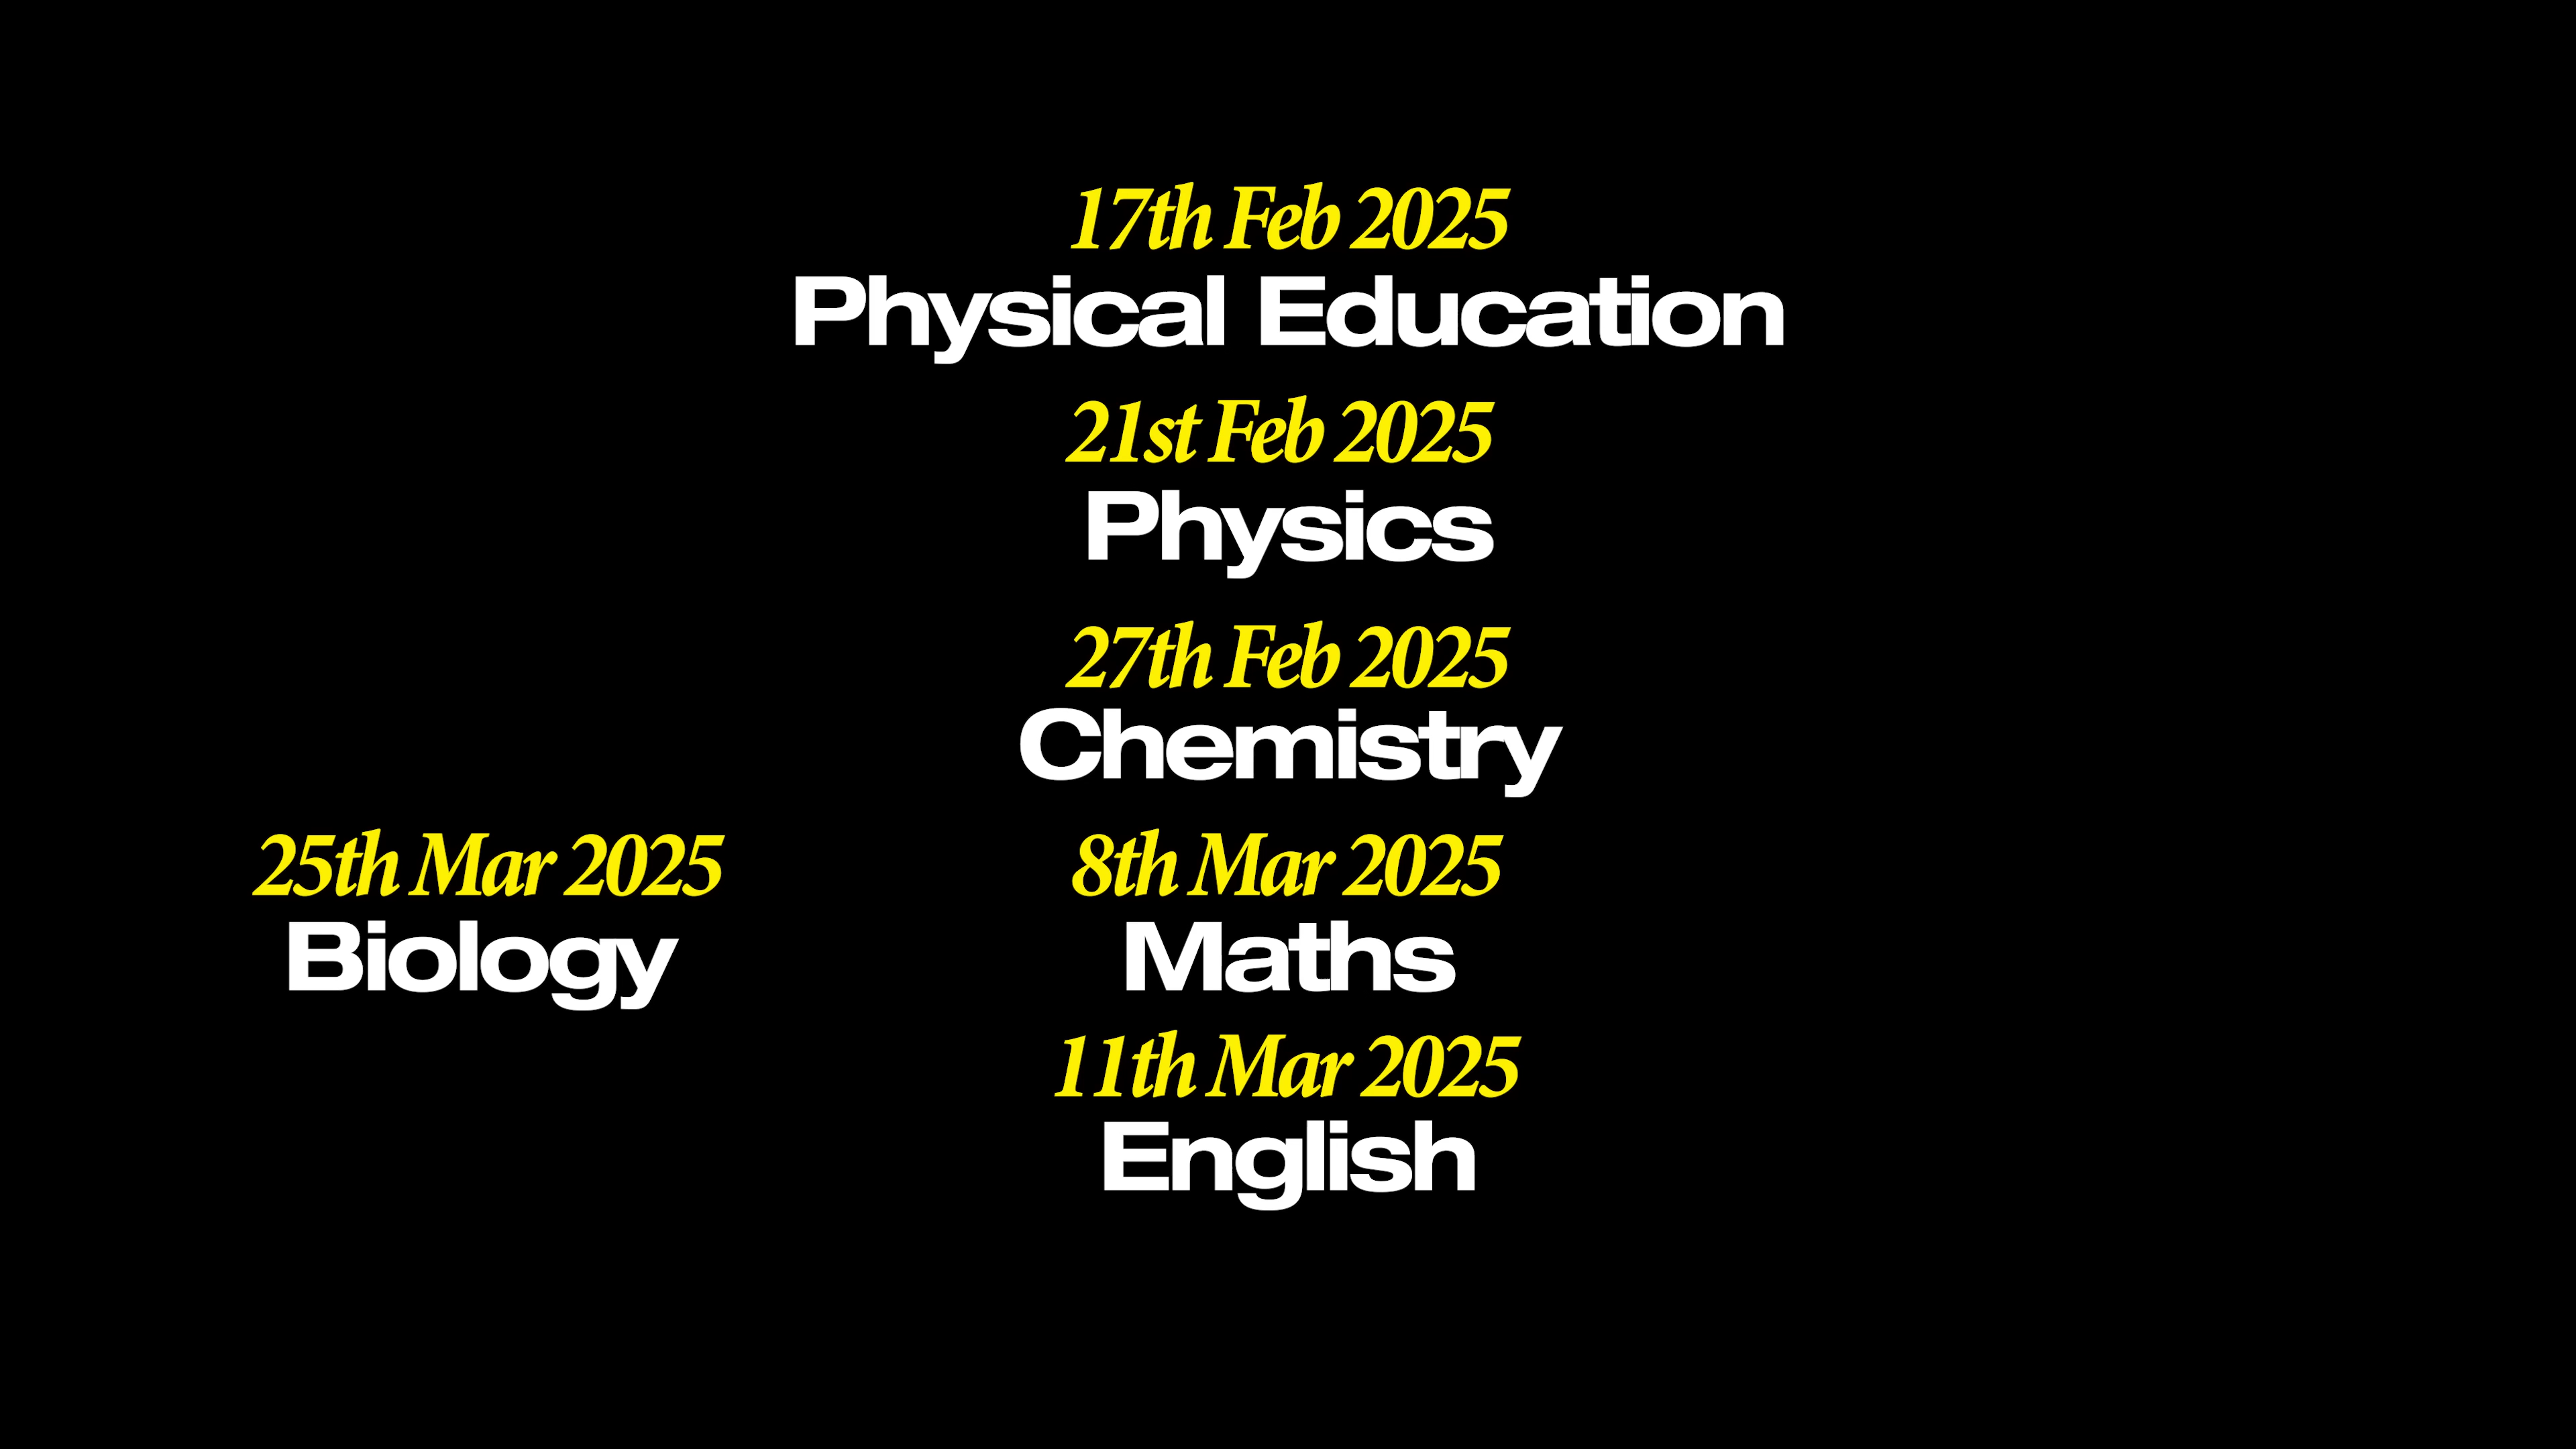 17th Feb 2025
Physical Education
21st Feb 2025
Physics
27th Feb 2025
Chemistry
8th Mar 2025
Maths
11th Mar 2025
English
25th Mar 2025
Biology